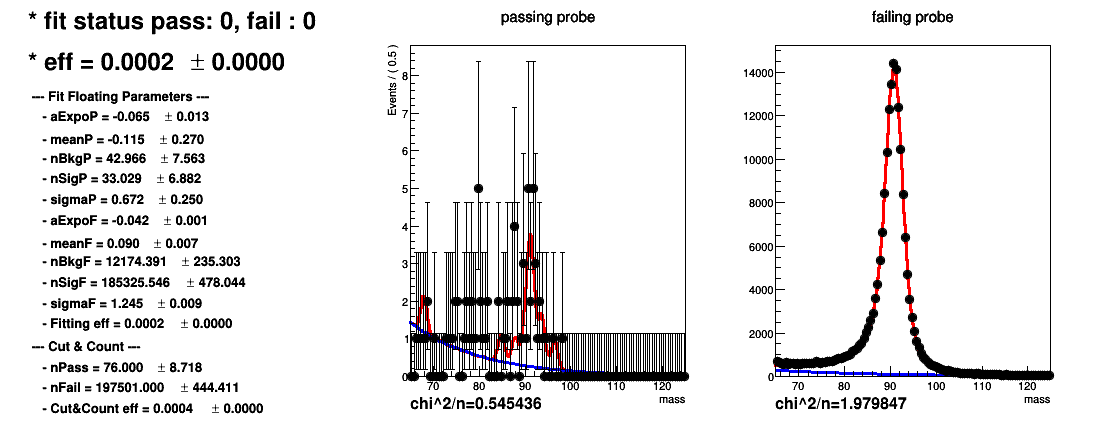 * fit status pass: 0, fail : 0
* eff = 0.0002 ± 0.0000
--- Fit Floating Parameters ---
- aExpoP = -0.065 ± 0.013
- meanP = -0.115 ± 0.270
- nBkgP = 42.966 ± 7.563
- nSigP = 33.029 ± 6.882
- sigmaP = 0.672 ± 0.250
- aExpoF = -0.042 ± 0.001
- meanF = 0.090 ± 0.007
- nBkgF = 12174.391 ± 235.303
- nSigF = 185325.546 ± 478.044
- sigmaF = 1.245 ± 0.009
- Fitting eff = 0.0002 ± 0.0000
--- Cut & Count ---
- nPass = 76.000 ± 8.718
- nFail = 197501.000 ± 444.411
- Cut&Count eff = 0.0004 ± 0.0000
passing probe
Events / ( 0.5 )
8
7
6
5
4
3
2
1
0
70 80 90 100 110 120
mass
chi^2/n=0.545436
failing probe
14000
12000
10000
8000
6000
4000
2000
0
70 80 90 100 110 120
mass
chi^2/n=1.979847